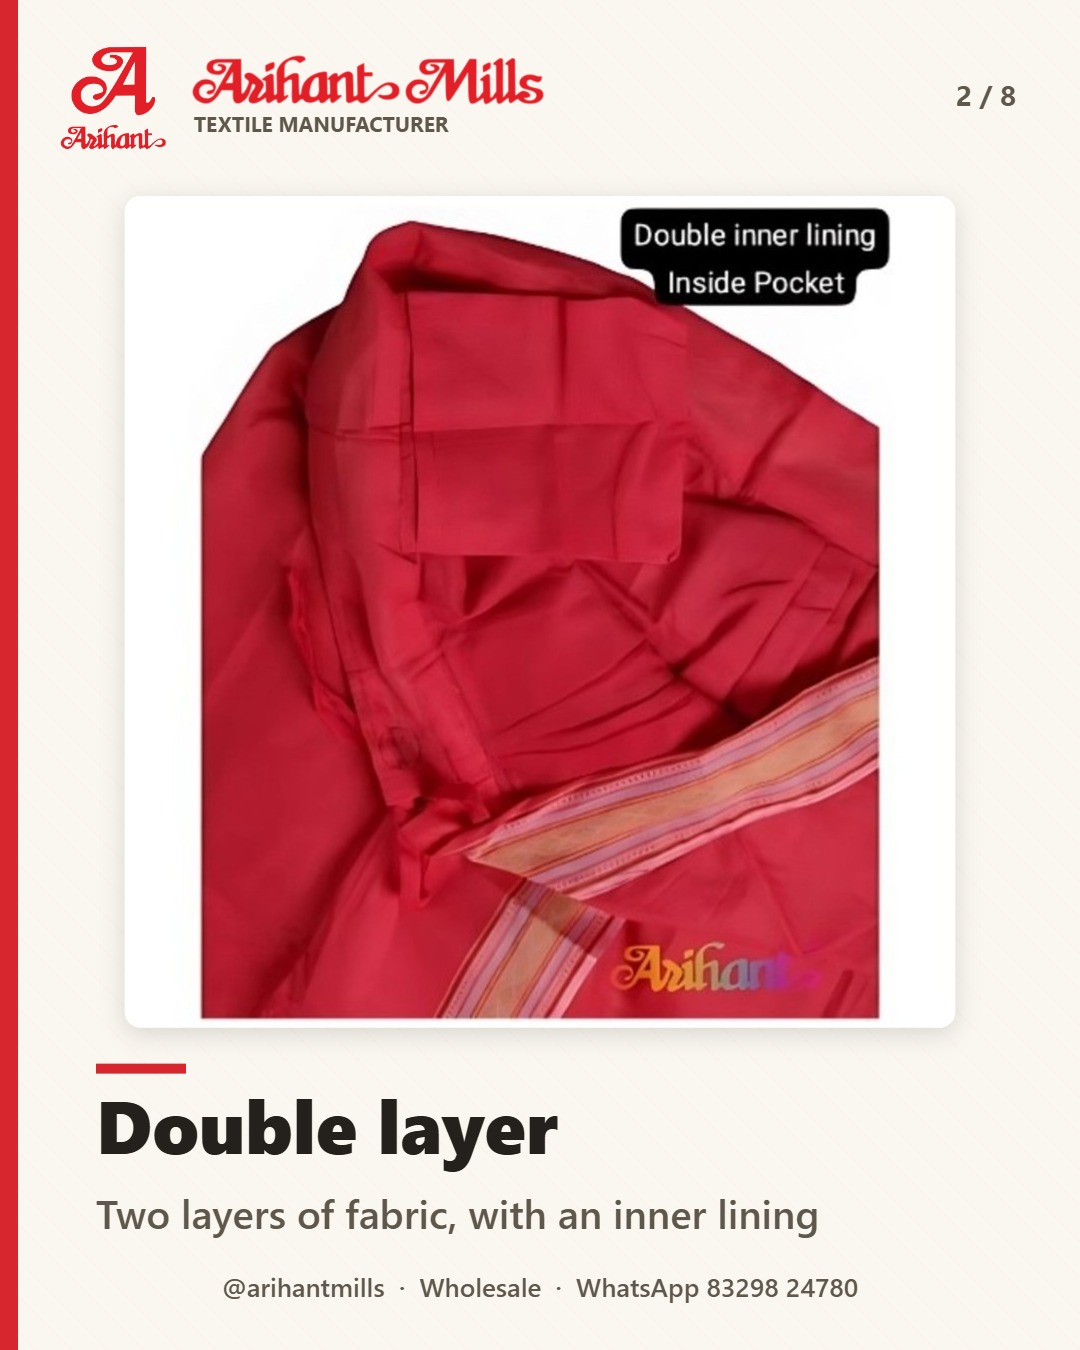 A
Arihant
Arihant Mills
TEXTILE MANUFACTURER
2 / 8
Double inner lining
Inside Pocket
Arihant
Double layer
Two layers of fabric, with an inner lining
@arihantmills · Wholesale · WhatsApp 83298 24780